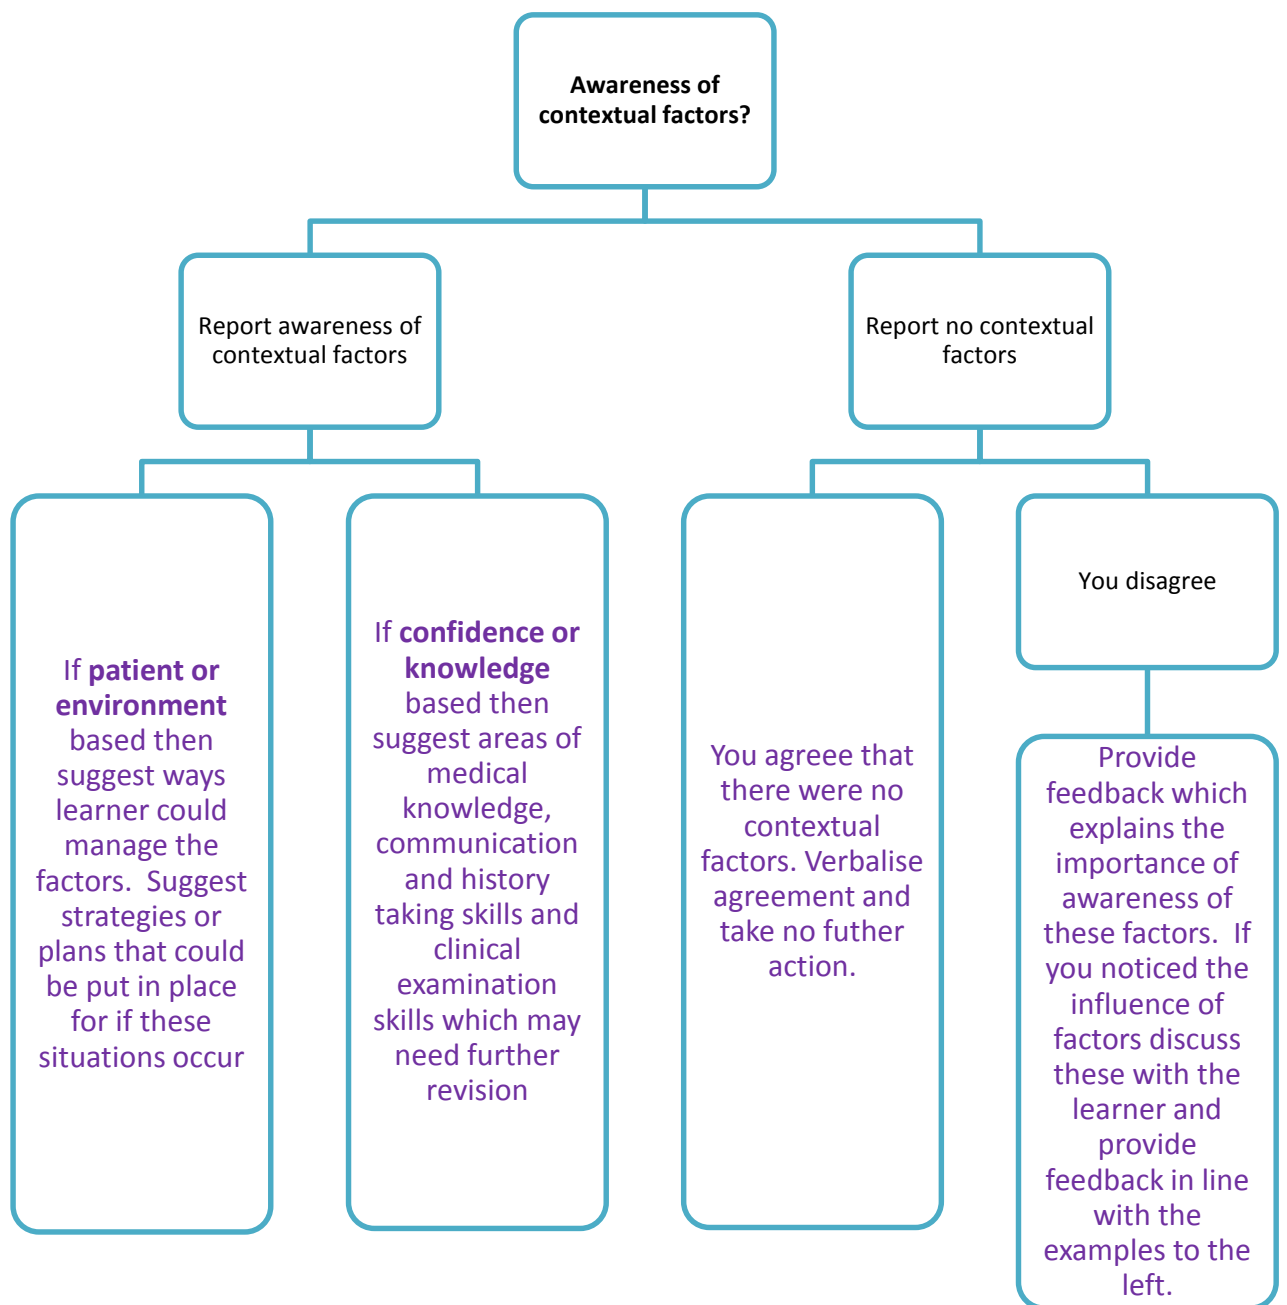 Awareness of
contextual factors?
Report awareness of
contextual factors
Report no contextual
factors
If patient or
environment
based then
suggest ways
learner could
manage the
factors.  Suggest
strategies or
plans that could
be put in place
for if these
situations occur
If confidence or
knowledge
based then
suggest areas of
medical
knowledge,
communication
and history
taking skills and
clinical
examination
skills which may
need further
revision
You agreee that
there were no
contextual
factors. Verbalise
agreement and
take no futher
action.
You disagree
Provide
feedback which
explains the
importance of
awareness of
these factors.  If
you noticed the
influence of
factors discuss
these with the
learner and
provide
feedback in line
with the
examples to the
left.